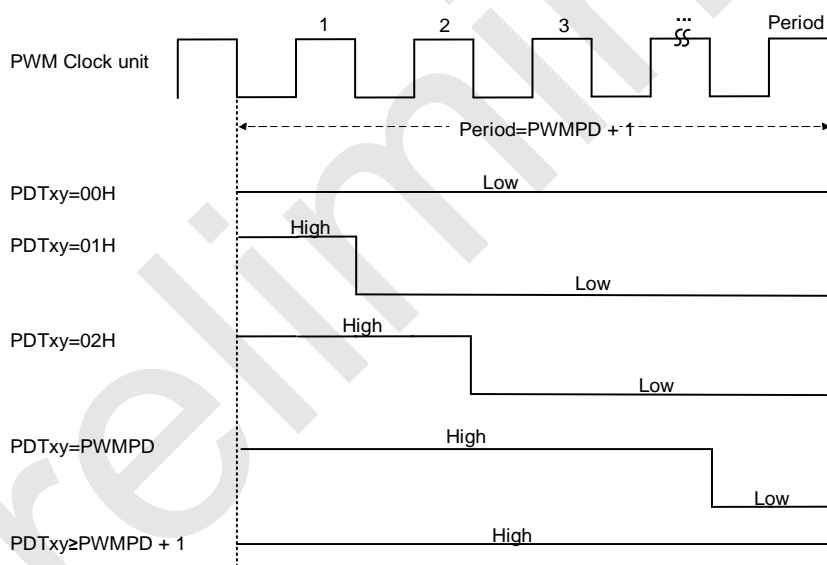 1 2 3 ... Period
PWM Clock unit
Period=PWMPD + 1
PDTxy=00H
Low
PDTxy=01H
High
Low
PDTxy=02H
High
Low
PDTxy=PWMPD
High
Low
PDTxy≥PWMPD + 1
High
relimi